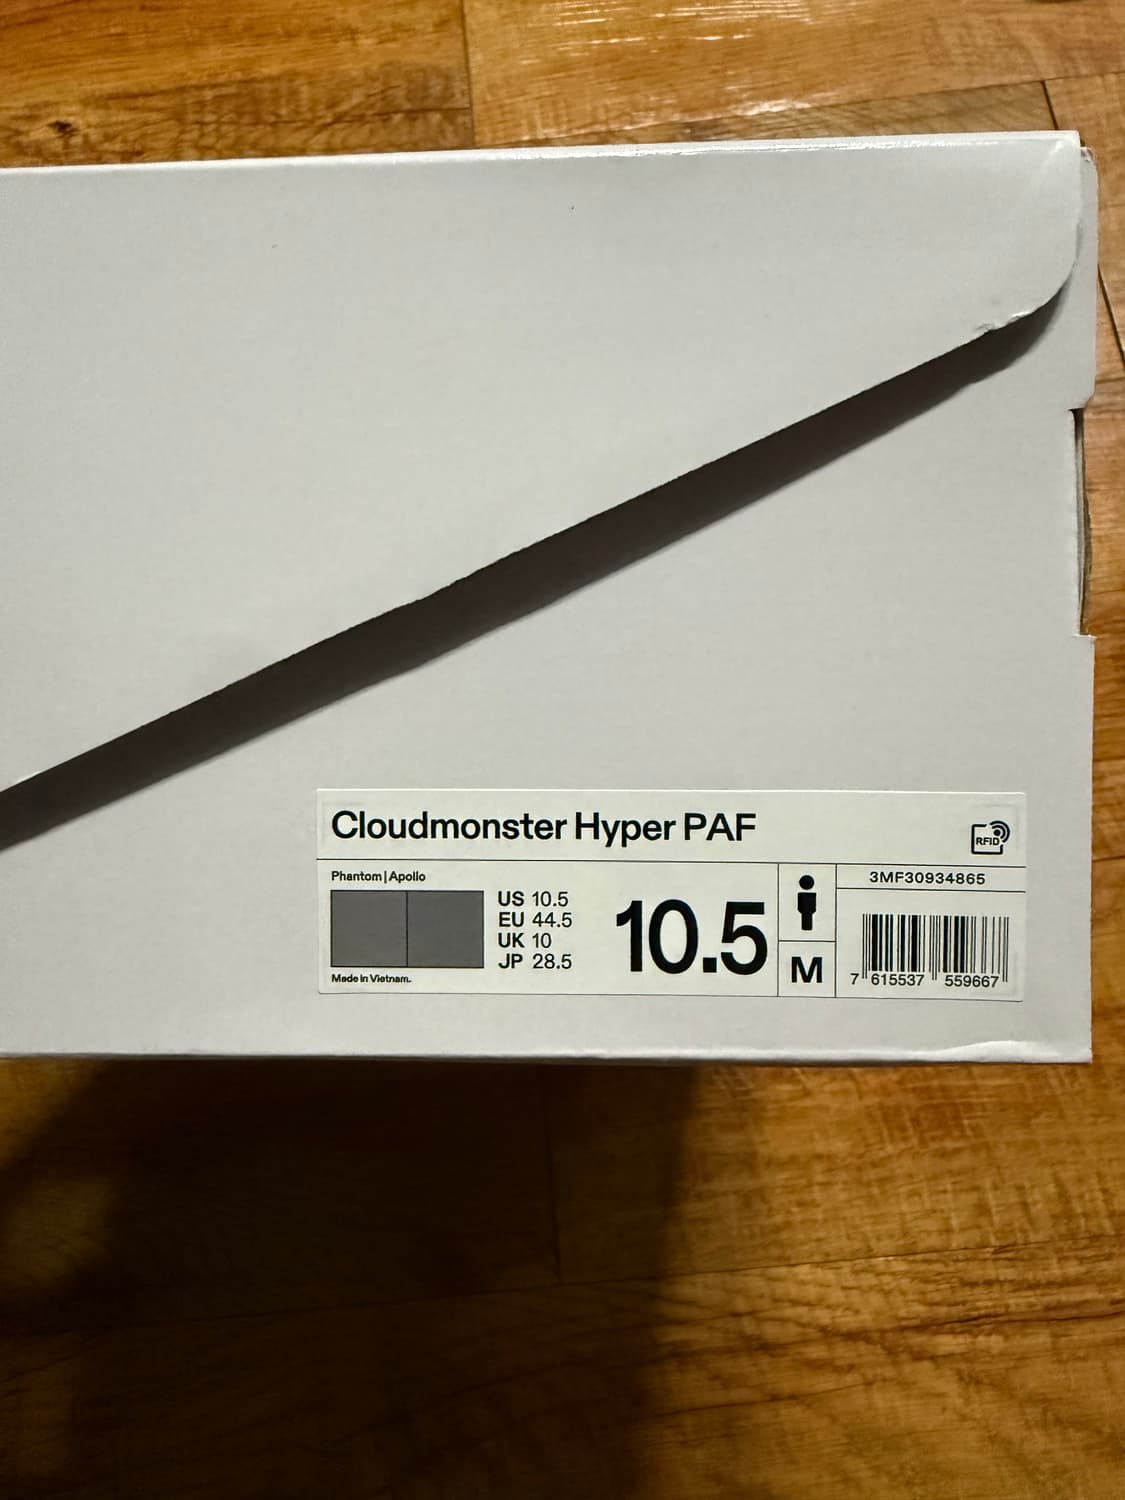 Cloudmonster Hyper PAF
RFID
Phantom | Apollo
US 10.5
EU 44.5
UK 10
JP 28.5
Made in Vietnam.
10.5
M
3MF30934865
7 615537 559667